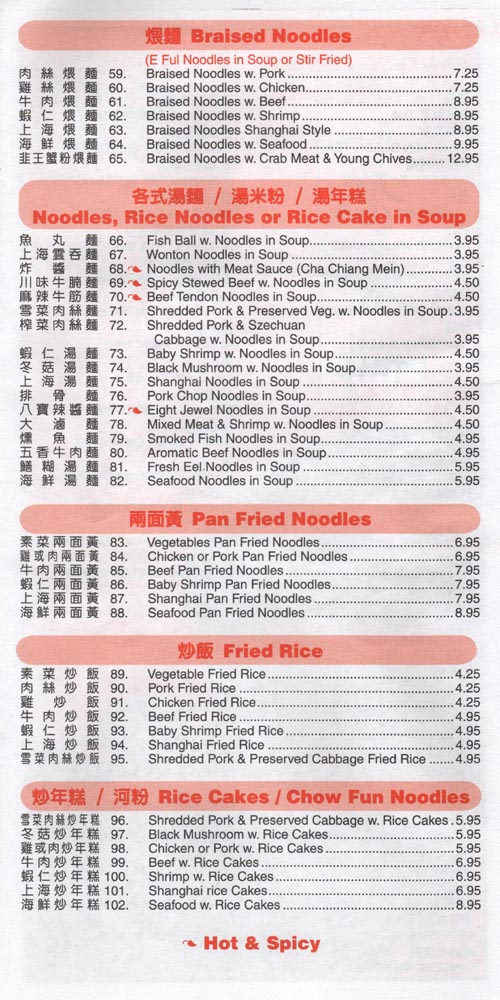 煨麵 Braised Noodles
(E Ful Noodles in Soup or Stir Fried)
肉絲煨麵 59. Braised Noodles w. Pork 7.25
雞絲煨麵 60. Braised Noodles w. Chicken 7.25
牛肉煨麵 61. Braised Noodles w. Beef 8.95
蝦仁煨麵 62. Braised Noodles w. Shrimp 8.95
上海煨麵 63. Braised Noodles Shanghai Style 8.95
海鮮煨麵 64. Braised Noodles w. Seafood 9.95
韭王蟹粉煨麵 65. Braised Noodles w. Crab Meat & Young Chives 12.95
各式湯麵 / 湯米粉 / 湯年糕
Noodles, Rice Noodles or Rice Cake in Soup
魚丸麵 66. Fish Ball w. Noodles in Soup 3.95
上海雲吞麵 67. Wonton Noodles in Soup 3.95
炸醬麵 68. Noodles with Meat Sauce (Cha Chiang Mein) 3.95
川味牛腩麵 69. Spicy Stewed Beef w. Noodles in Soup 4.50
麻辣牛筋麵 70. Beef Tendon Noodles in Soup 4.50
雪菜肉絲麵 71. Shredded Pork & Preserved Veg. w. Noodles in Soup . 3.95
榨菜肉絲麵 72. Shredded Pork & Szechuan
Cabbage w. Noodles in Soup 3.95
蝦仁湯麵 73. Baby Shrimp w. Noodles in Soup 4.50
冬菇湯麵 74. Black Mushroom w. Noodles in Soup 3.95
上海湯麵 75. Shanghai Noodles in Soup 4.50
排骨麵 76. Pork Chop Noodles in Soup 3.95
八寶辣醬麵 77. Eight Jewel Noodles in Soup 4.50
大滷麵 78. Mixed Meat & Shrimp w. Noodles in Soup 4.50
燻魚麵 79. Smoked Fish Noodles in Soup 4.95
五香牛肉麵 80. Aromatic Beef Noodles in Soup 4.95
鱔糊湯麵 81. Fresh Eel Noodles in Soup 5.95
海鮮湯麵 82. Seafood Noodles in Soup 5.95
兩面黃 Pan Fried Noodles
素菜兩面黃 83. Vegetables Pan Fried Noodles 6.95
雞或肉兩面黃 84. Chicken or Pork Pan Fried Noodles 6.95
牛肉兩面黃 85. Beef Pan Fried Noodles 7.95
蝦仁兩面黃 86. Baby Shrimp Pan Fried Noodles 7.95
上海兩面黃 87. Shanghai Pan Fried Noodles 7.95
海鮮兩面黃 88. Seafood Pan Fried Noodles 8.95
炒飯 Fried Rice
素菜炒飯 89. Vegetable Fried Rice 4.25
肉絲炒飯 90. Pork Fried Rice 4.25
雞炒飯 91. Chicken Fried Rice 4.25
牛肉炒飯 92. Beef Fried Rice 4.95
蝦仁炒飯 93. Baby Shrimp Fried Rice 4.95
上海炒飯 94. Shanghai Fried Rice 4.95
雪菜肉絲炒飯 95. Shredded Pork & Preserved Cabbage Fried Rice 4.95
炒年糕 / 河粉 Rice Cakes / Chow Fun Noodles
雪菜肉絲炒年糕 96. Shredded Pork & Preserved Cabbage w. Rice Cakes . 5.95
冬菇炒年糕 97. Black Mushroom w. Rice Cakes 5.95
雞或肉炒年糕 98. Chicken or Pork w. Rice Cakes 5.95
牛肉炒年糕 99. Beef w. Rice Cakes 6.95
蝦仁炒年糕 100. Shrimp w. Rice Cakes 6.95
上海炒年糕 101. Shanghai rice Cakes 6.95
海鮮炒年糕 102. Seafood w. Rice Cakes 8.95
Hot & Spicy